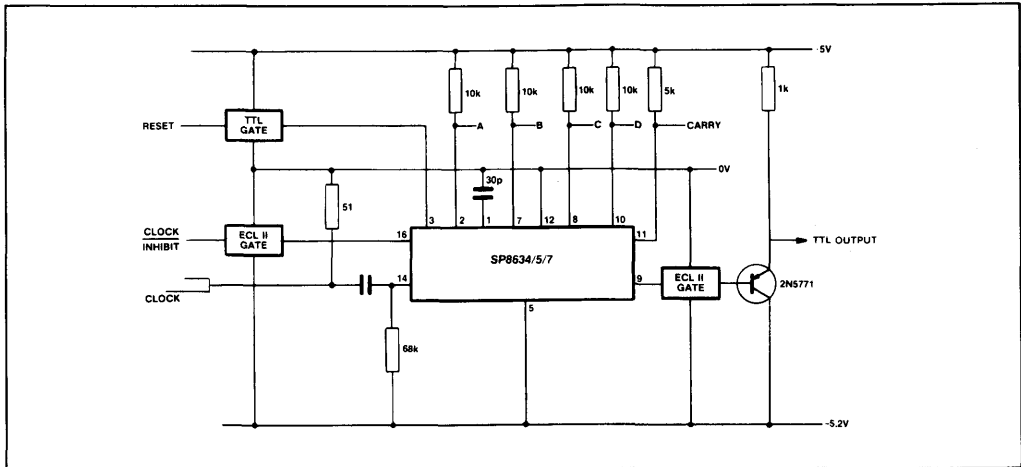 5V
10k
10k
10k
10k
5k
1k
RESET
TTL
GATE
A
B
C
D
CARRY
0V
30p
51
3
2
1
7
12
8
10
CLOCK
INHIBIT
ECL II
GATE
16
11
TTL OUTPUT
SP8634/5/7
CLOCK
14
9
ECL II
GATE
2N5771
5
68k
-5.2V